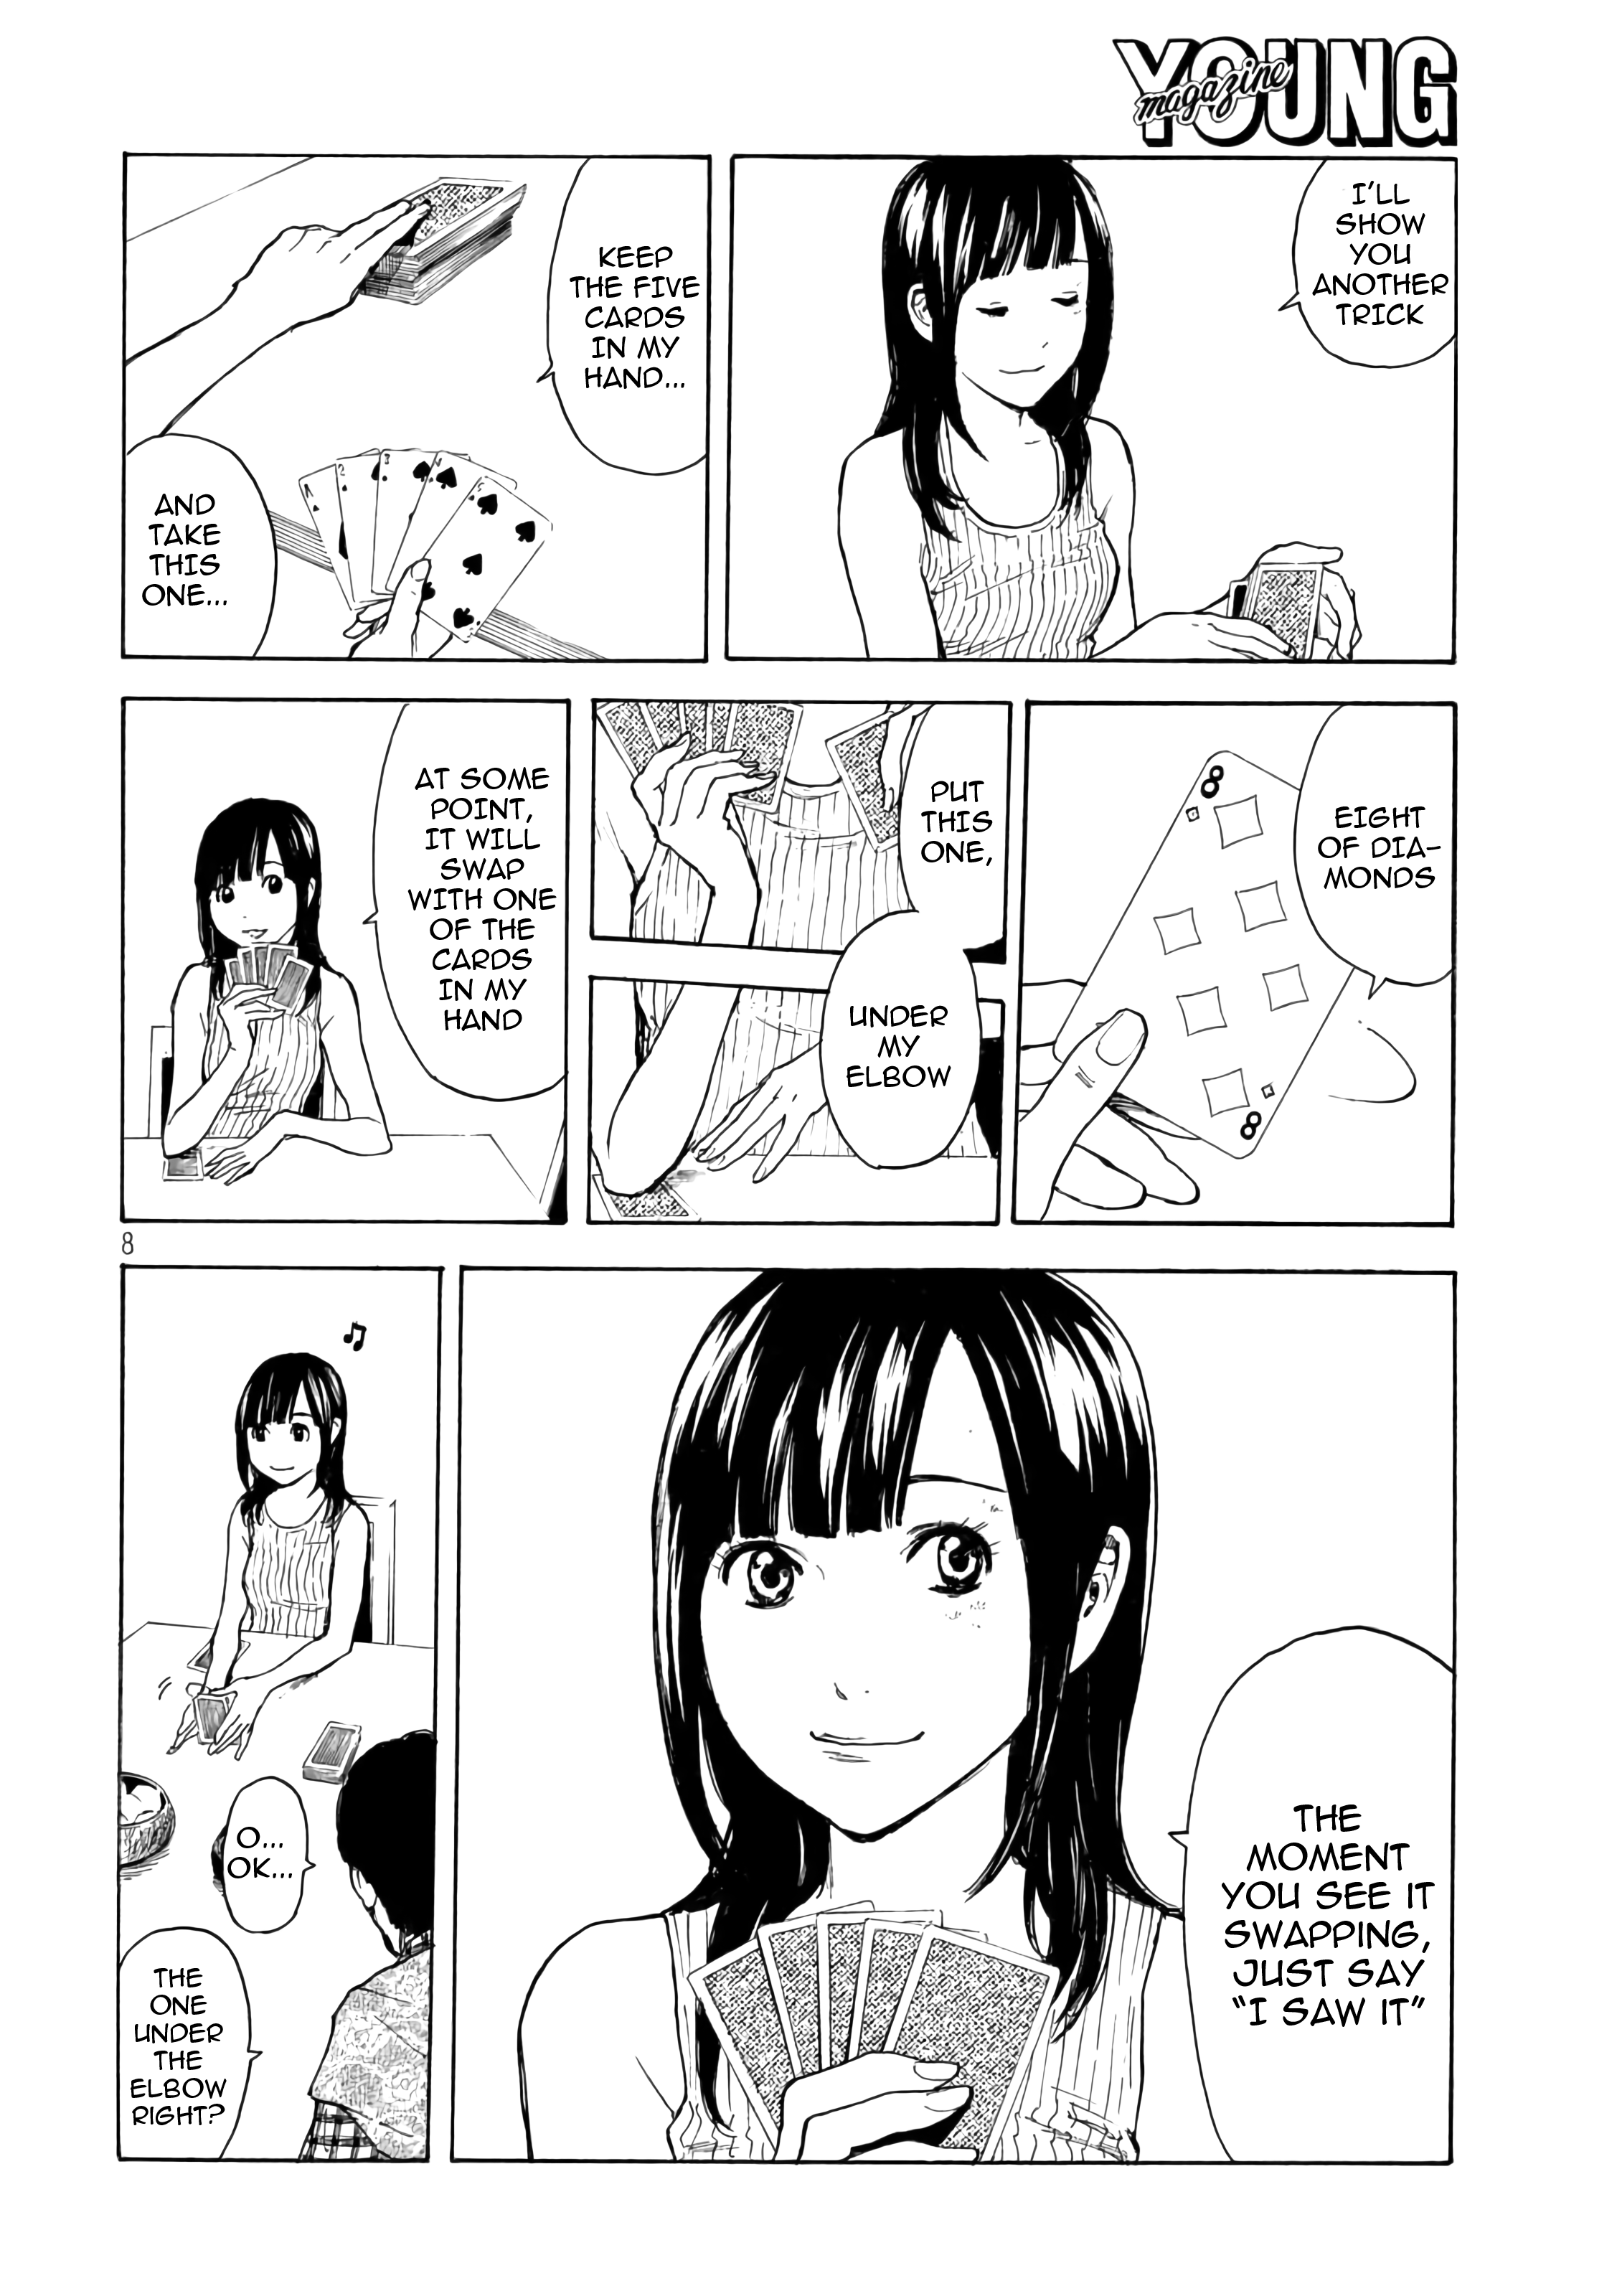 YOUNG
magazine
I'LL
SHOW
YOU
ANOTHER
TRICK
KEEP
THE FIVE
CARDS
IN MY
HAND...
AND
TAKE
THIS
ONE...
A
2
3
5
EIGHT
OF DIA-
MONDS
8
8
PUT
THIS
ONE,
UNDER
MY
ELBOW
AT SOME
POINT,
IT WILL
SWAP
WITH ONE
OF THE
CARDS
IN MY
HAND
8
THE
MOMENT
YOU SEE IT
SWAPPING,
JUST SAY
"I SAW IT"
O...
OK...
THE
ONE
UNDER
THE
ELBOW
RIGHT?